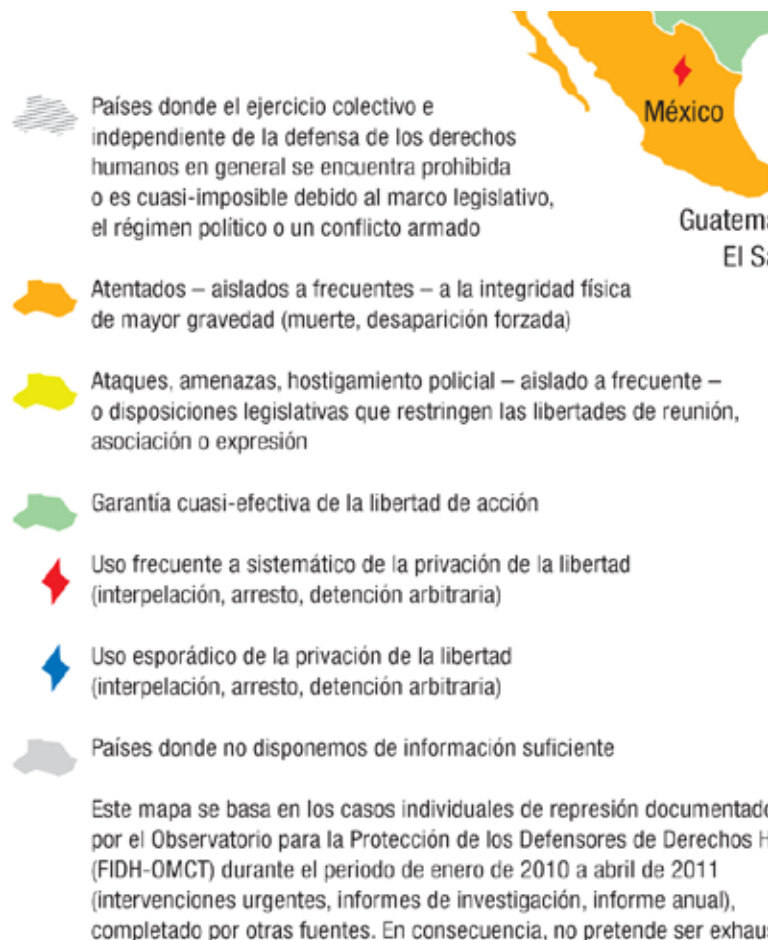 México
Guatema
El Sa
Países donde el ejercicio colectivo e
independiente de la defensa de los derechos
humanos en general se encuentra prohibida
o es cuasi-imposible debido al marco legislativo,
el régimen político o un conflicto armado
Atentados – aislados a frecuentes – a la integridad física
de mayor gravedad (muerte, desaparición forzada)
Ataques, amenazas, hostigamiento policial – aislado a frecuente –
o disposiciones legislativas que restringen las libertades de reunión,
asociación o expresión
Garantía cuasi-efectiva de la libertad de acción
Uso frecuente a sistemático de la privación de la libertad
(interpelación, arresto, detención arbitraria)
Uso esporádico de la privación de la libertad
(interpelación, arresto, detención arbitraria)
Países donde no disponemos de información suficiente
Este mapa se basa en los casos individuales de represión documentado
por el Observatorio para la Protección de los Defensores de Derechos H
(FIDH-OMCT) durante el periodo de enero de 2010 a abril de 2011
(intervenciones urgentes, informes de investigación, informe anual),
completado por otras fuentes. En consecuencia, no pretende ser exhaus